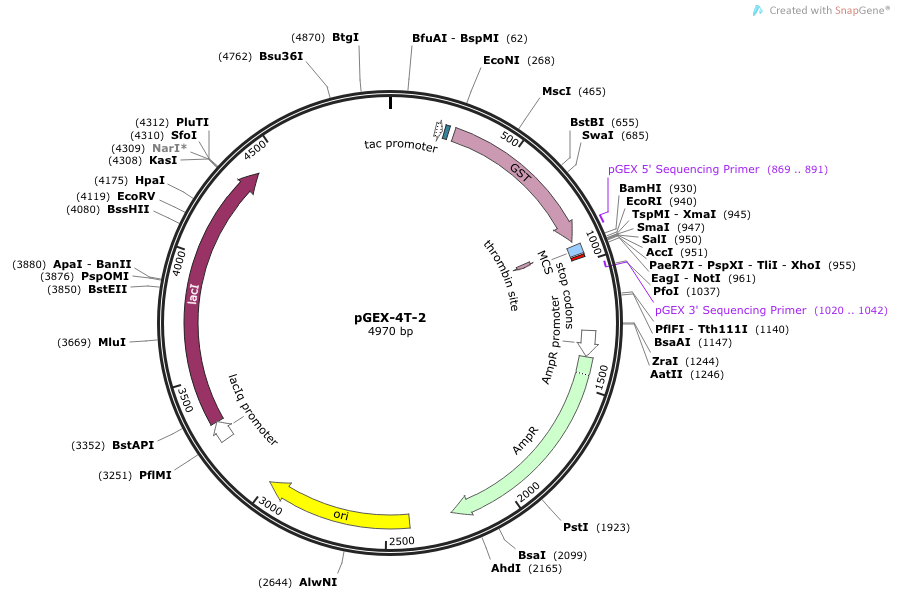 Created with SnapGene®
(4870) BtgI
BfuAI - BspMI (62)
(4762) Bsu36I
EcoNI (268)
MscI (465)
(4312) PluTI
BstBI (655)
(4310) SfoI
SwaI (685)
(4309) NarI*
(4308) KasI
pGEX 5' Sequencing Primer (869 .. 891)
(4175) HpaI
BamHI (930)
(4119) EcoRV
EcoRI (940)
(4080) BssHII
TspMI - XmaI (945)
SmaI (947)
SalI (950)
AccI (951)
(3880) ApaI - BanII
PaeR7I - PspXI - TliI - XhoI (955)
(3876) PspOMI
EagI - NotI (961)
(3850) BstEII
PfoI (1037)
pGEX 3' Sequencing Primer (1020 .. 1042)
PflFI - Tth111I (1140)
(3669) MluI
BsaAI (1147)
ZraI (1244)
AatII (1246)
(3352) BstAPI
(3251) PflMI
PstI (1923)
BsaI (2099)
AhdI (2165)
(2644) AlwNI
tac promoter
GST
thrombin site
MCS
stop codons
AmpR promoter
AmpR
ori
lacIq promoter
lacI
500
1000
1500
2000
2500
3000
3500
4000
4500
pGEX-4T-2
4970 bp